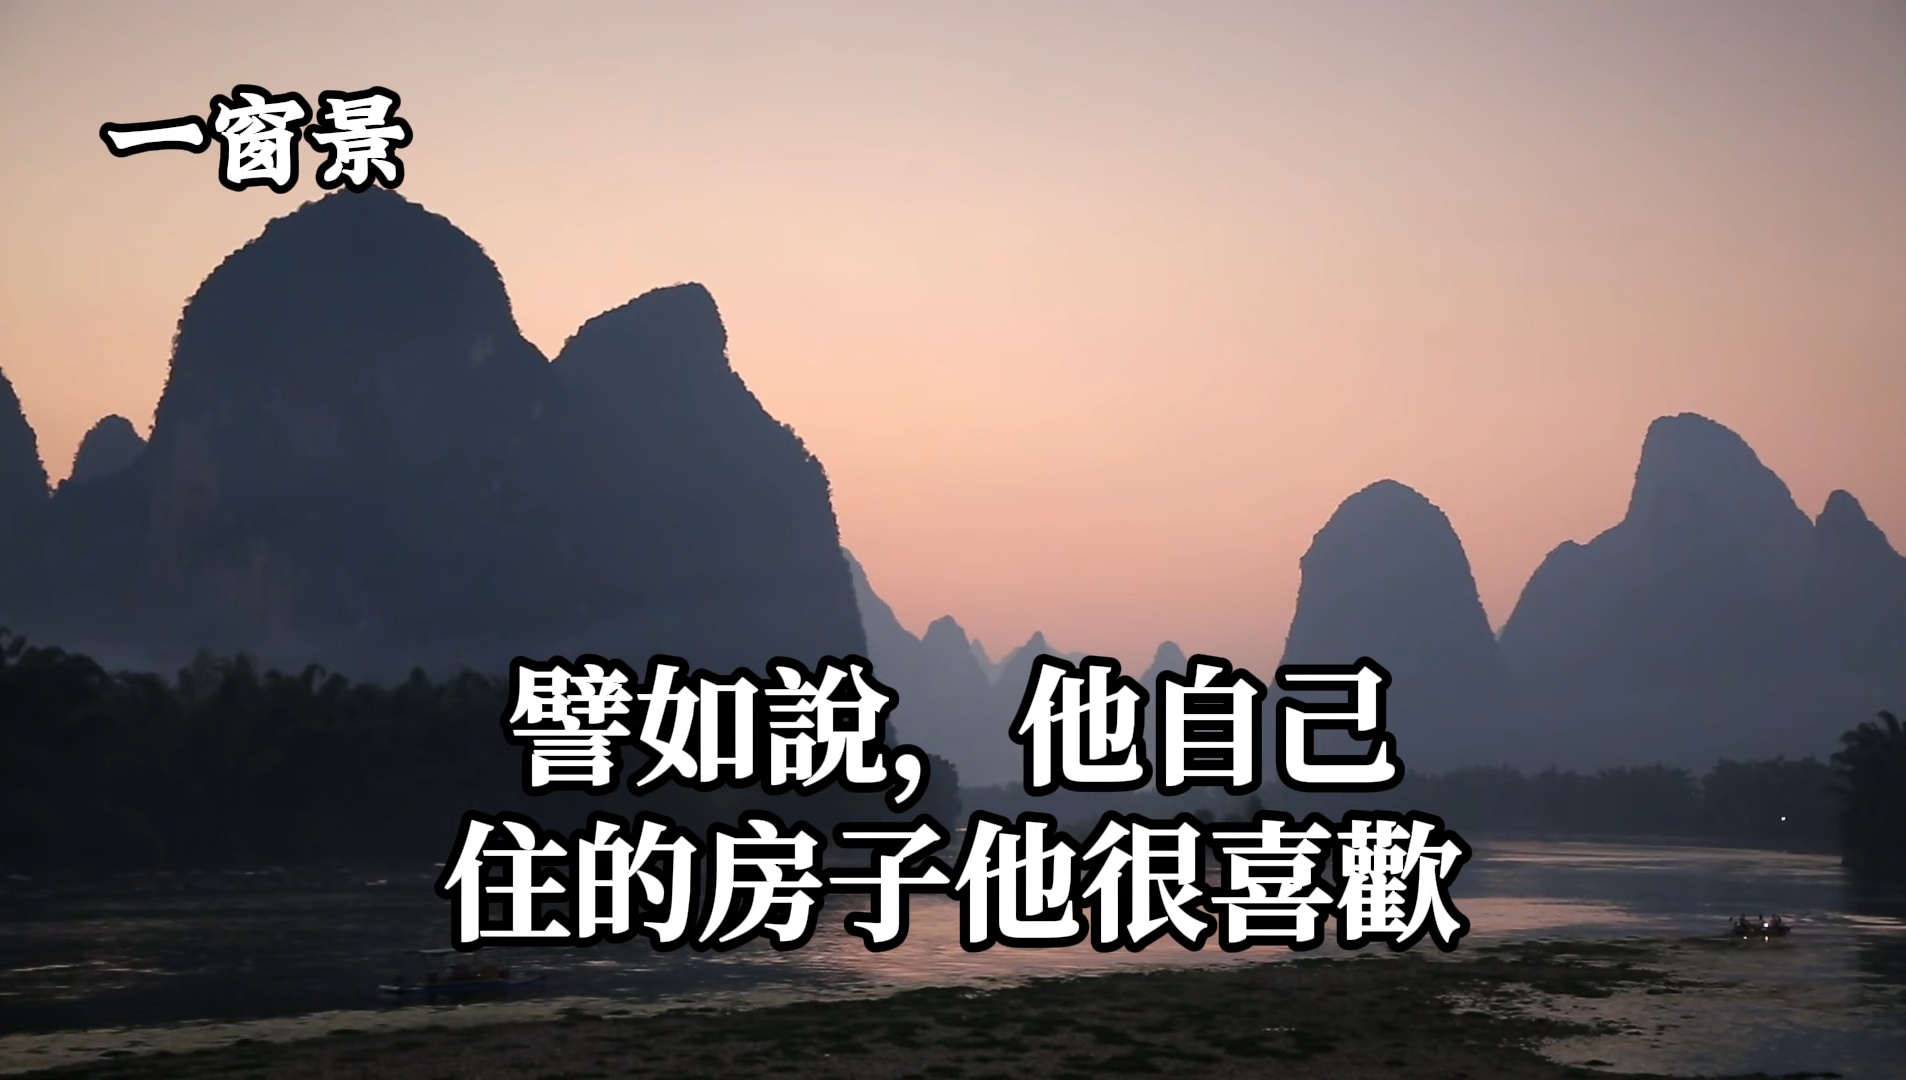 一窗景
譬如說，他自己
住的房子他很喜歡